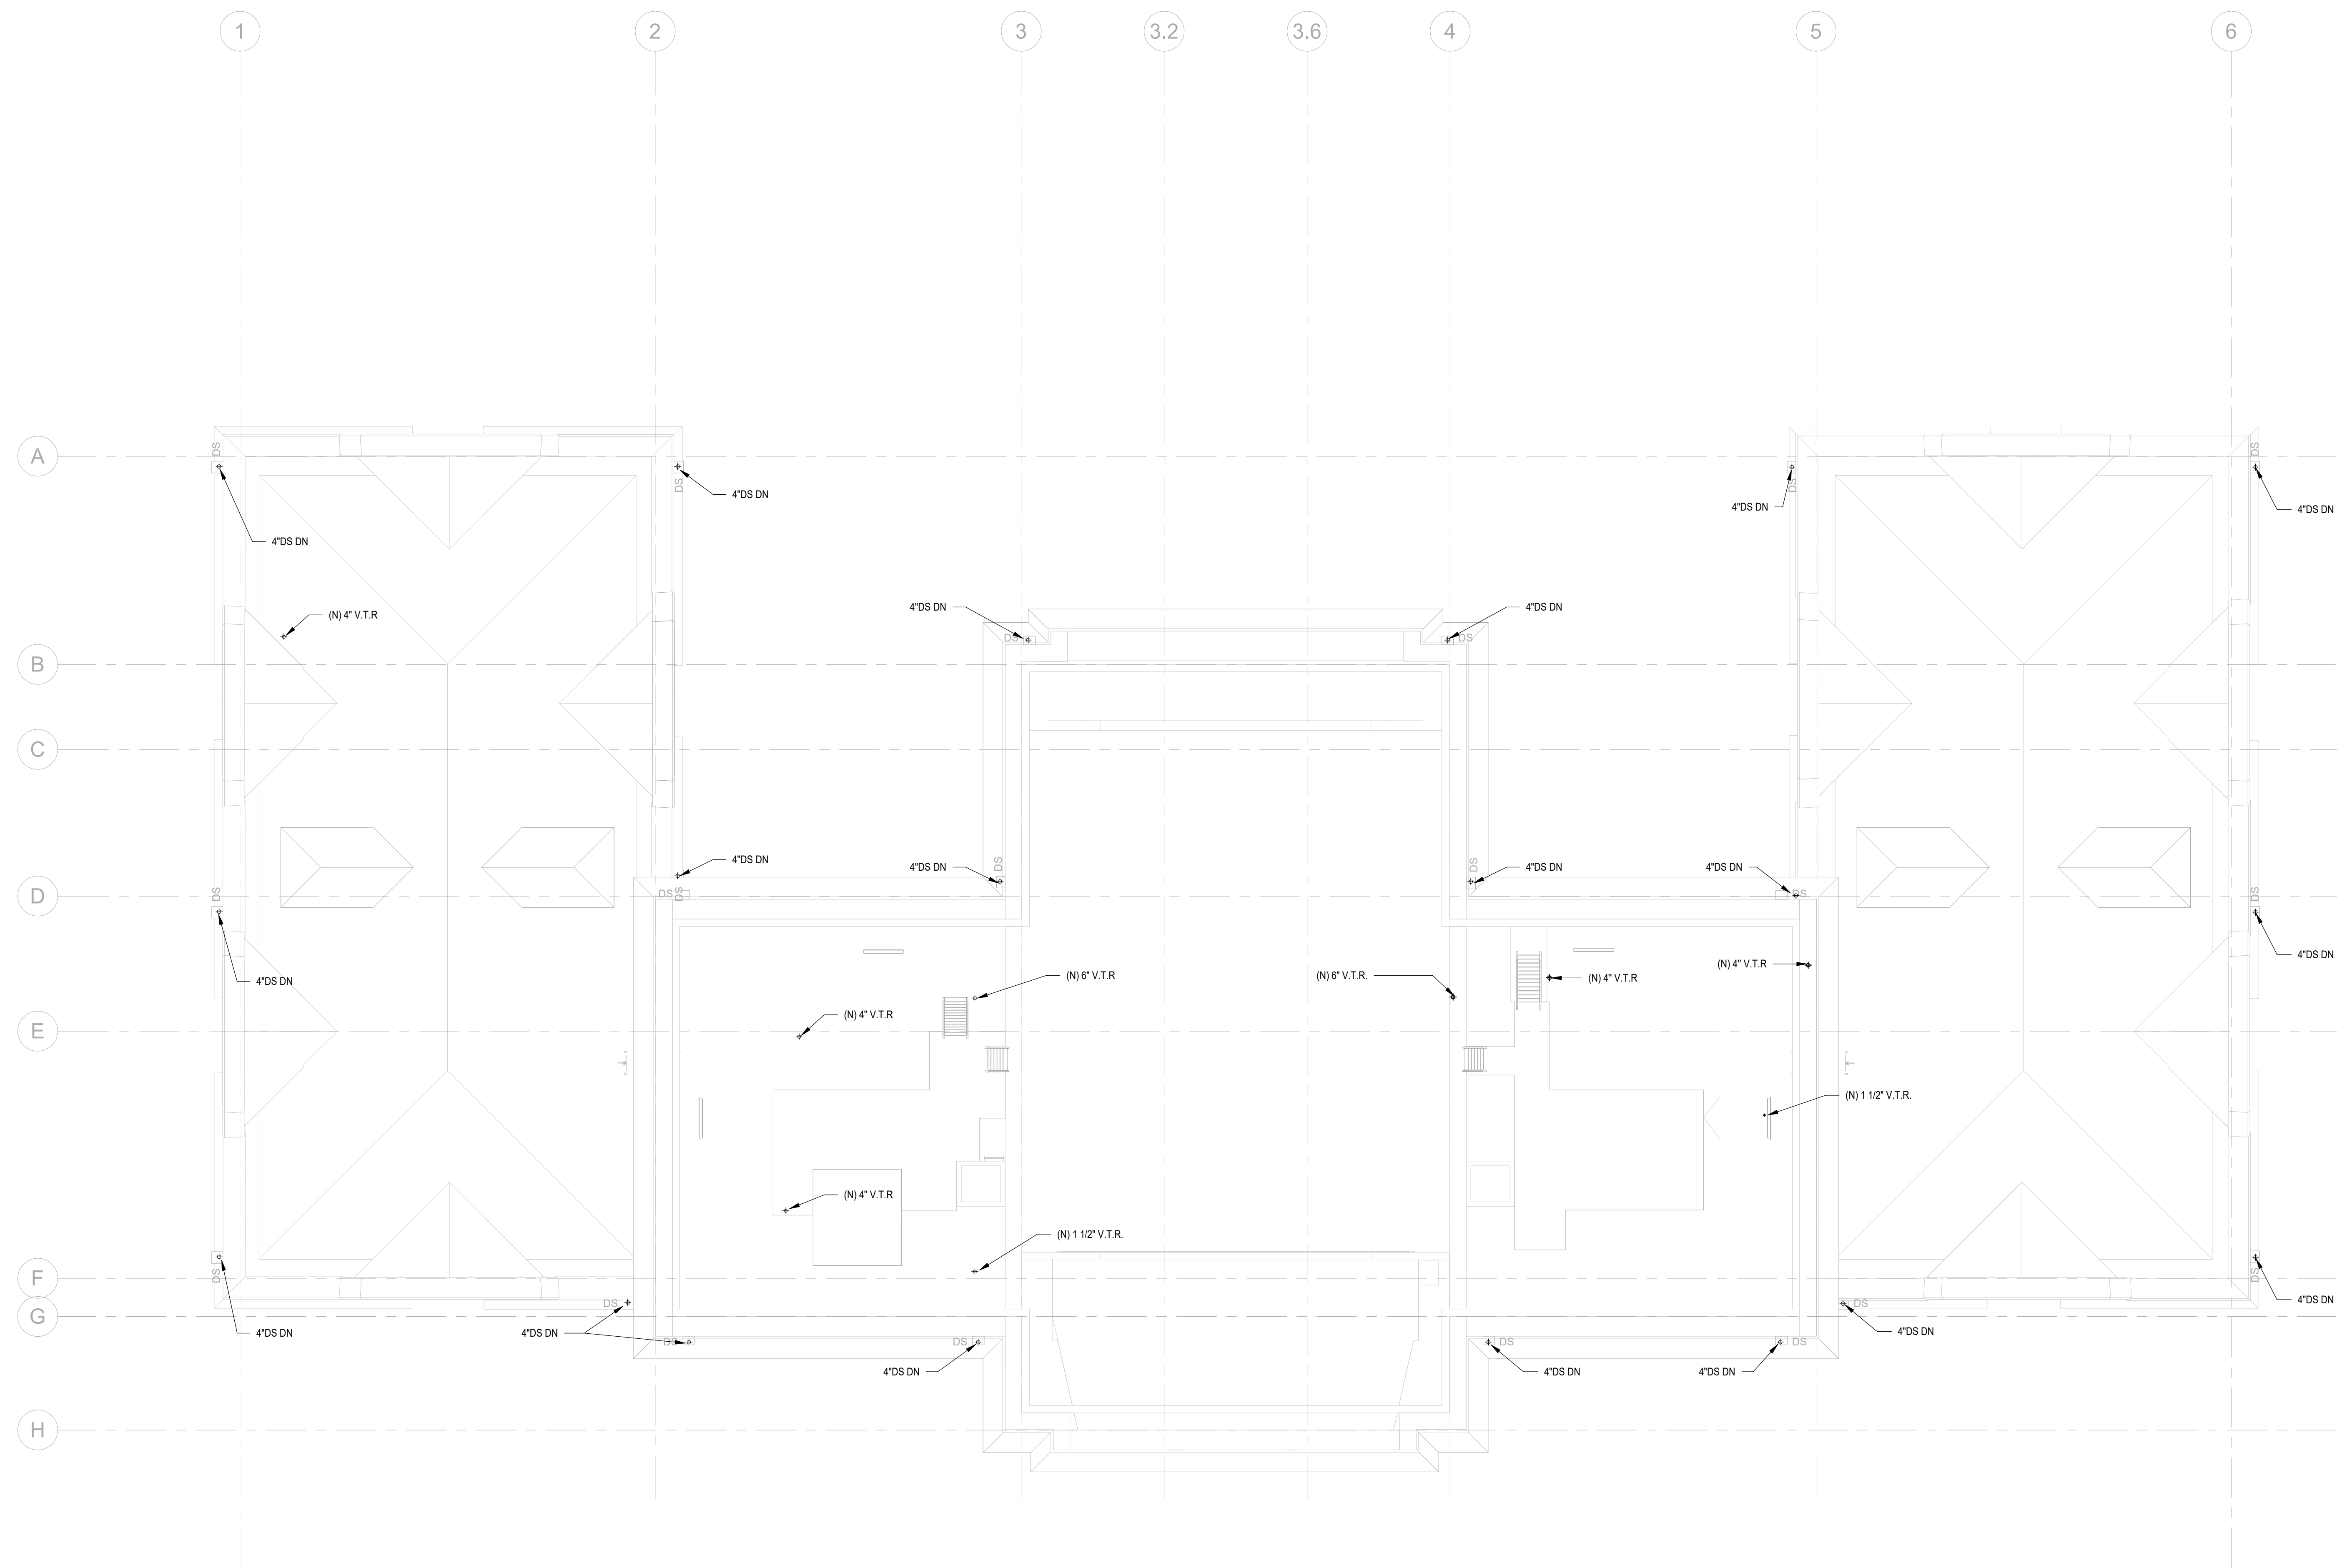 1
2
3
3.2
3.6
4
5
6
DS
DS
A
DS
DS
4"DS DN
4"DS DN
4"DS DN
4"DS DN
(N) 4" V.T.R
4"DS DN
4"DS DN
DS
DS
B
C
4"DS DN
4"DS DN
4"DS DN
4"DS DN
DS
DS
DS
DS
DS
DS
DS
D
4"DS DN
(N) 4" V.T.R
4"DS DN
(N) 6" V.T.R
(N) 6" V.T.R.
(N) 4" V.T.R
(N) 4" V.T.R
E
(N) 1 1/2" V.T.R.
(N) 4" V.T.R
(N) 1 1/2" V.T.R.
DS
DS
F
4"DS DN
DS
DS
G
4"DS DN
4"DS DN
4"DS DN
DS
DS
DS
DS
4"DS DN
4"DS DN
4"DS DN
H